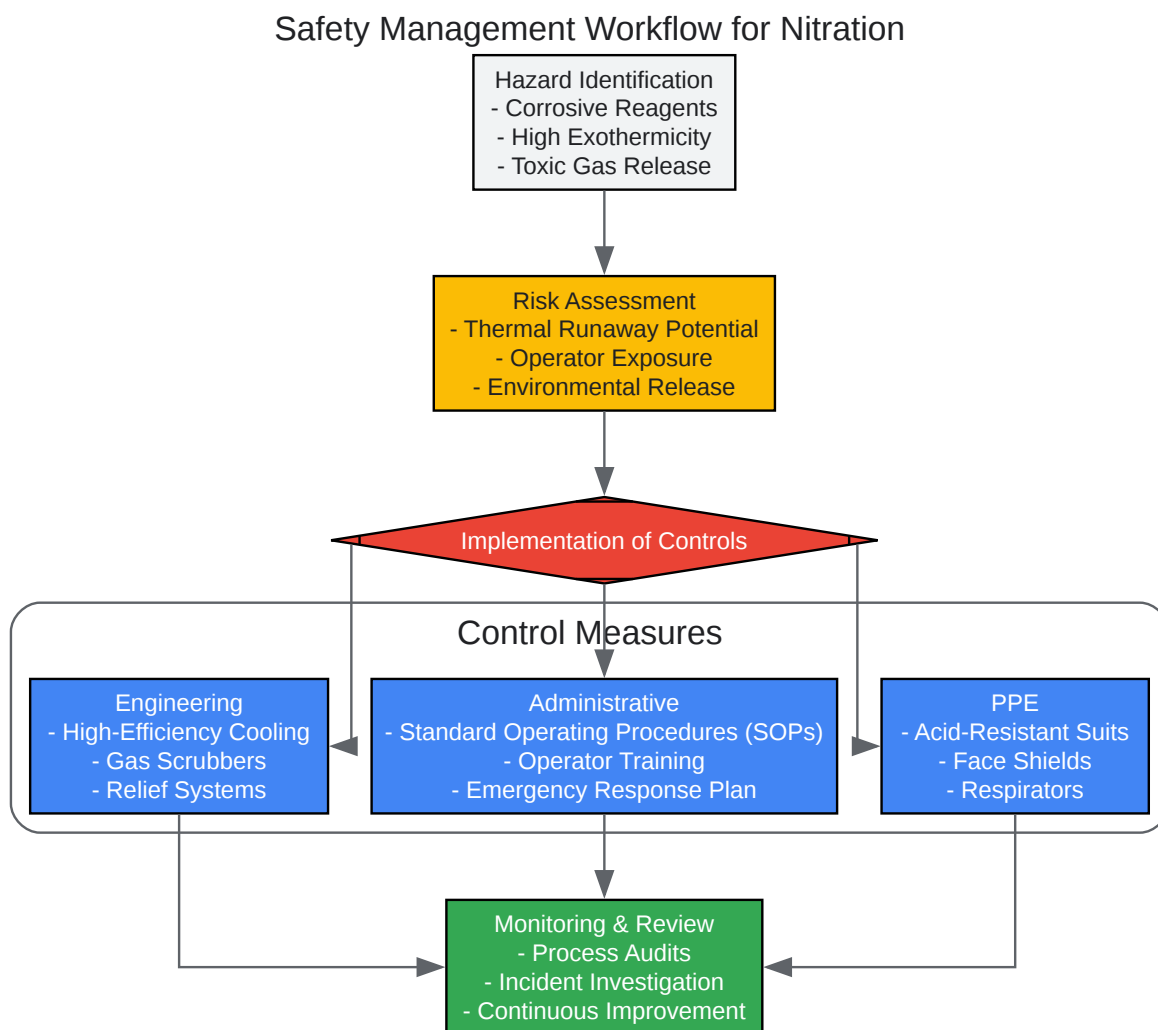 Safety Management Workflow for Nitration
Hazard Identification
- Corrosive Reagents
- High Exothermicity
- Toxic Gas Release
Risk Assessment
- Thermal Runaway Potential
- Operator Exposure
- Environmental Release
Implementation of Controls
Control Measures
Engineering
- High-Efficiency Cooling
- Gas Scrubbers
- Relief Systems
Administrative
- Standard Operating Procedures (SOPs)
- Operator Training
- Emergency Response Plan
PPE
- Acid-Resistant Suits
- Face Shields
- Respirators
Monitoring & Review
- Process Audits
- Incident Investigation
- Continuous Improvement